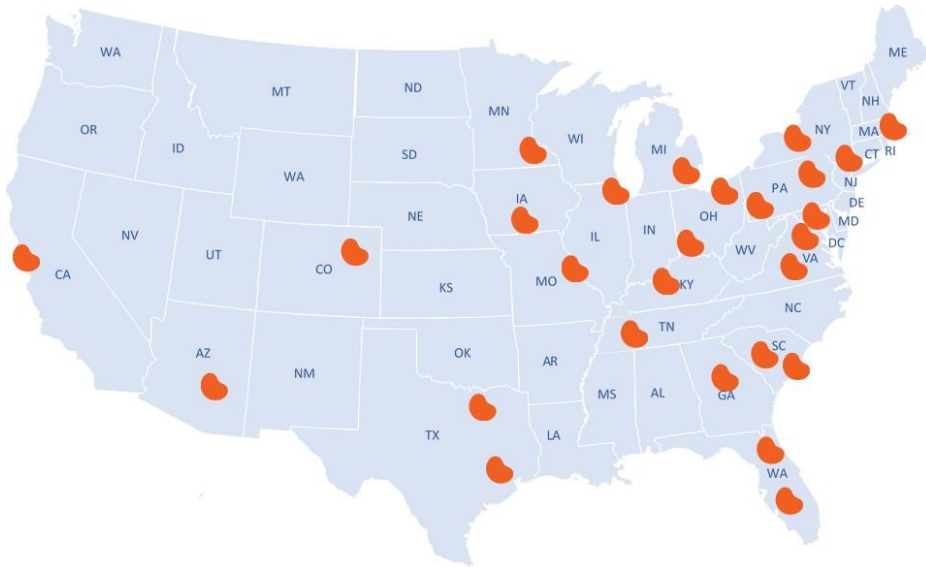 WA
MT
ND
MN
WI
MI
ME
VT
NH
NY
MA
CT
RI
OR
ID
WA
SD
IA
NE
PA
NJ
DE
MD
DC
OH
IN
IL
WV
VA
NV
UT
CO
KS
MO
KY
CA
AZ
NM
OK
AR
TN
NC
SC
TX
LA
MS
AL
GA
WA